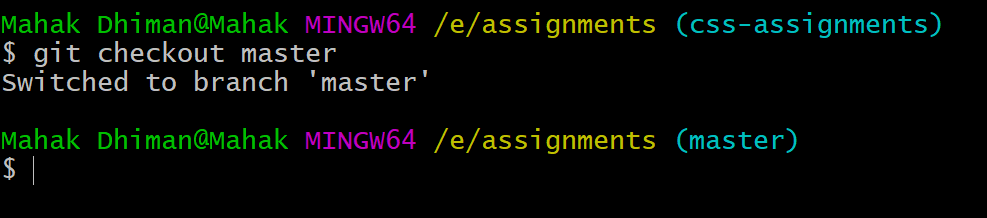 Mahak Dhiman@Mahak MINGW64 /e/assignments (css-assignments)
$ git checkout master
Switched to branch 'master'
Mahak Dhiman@Mahak MINGW64 /e/assignments (master)
$